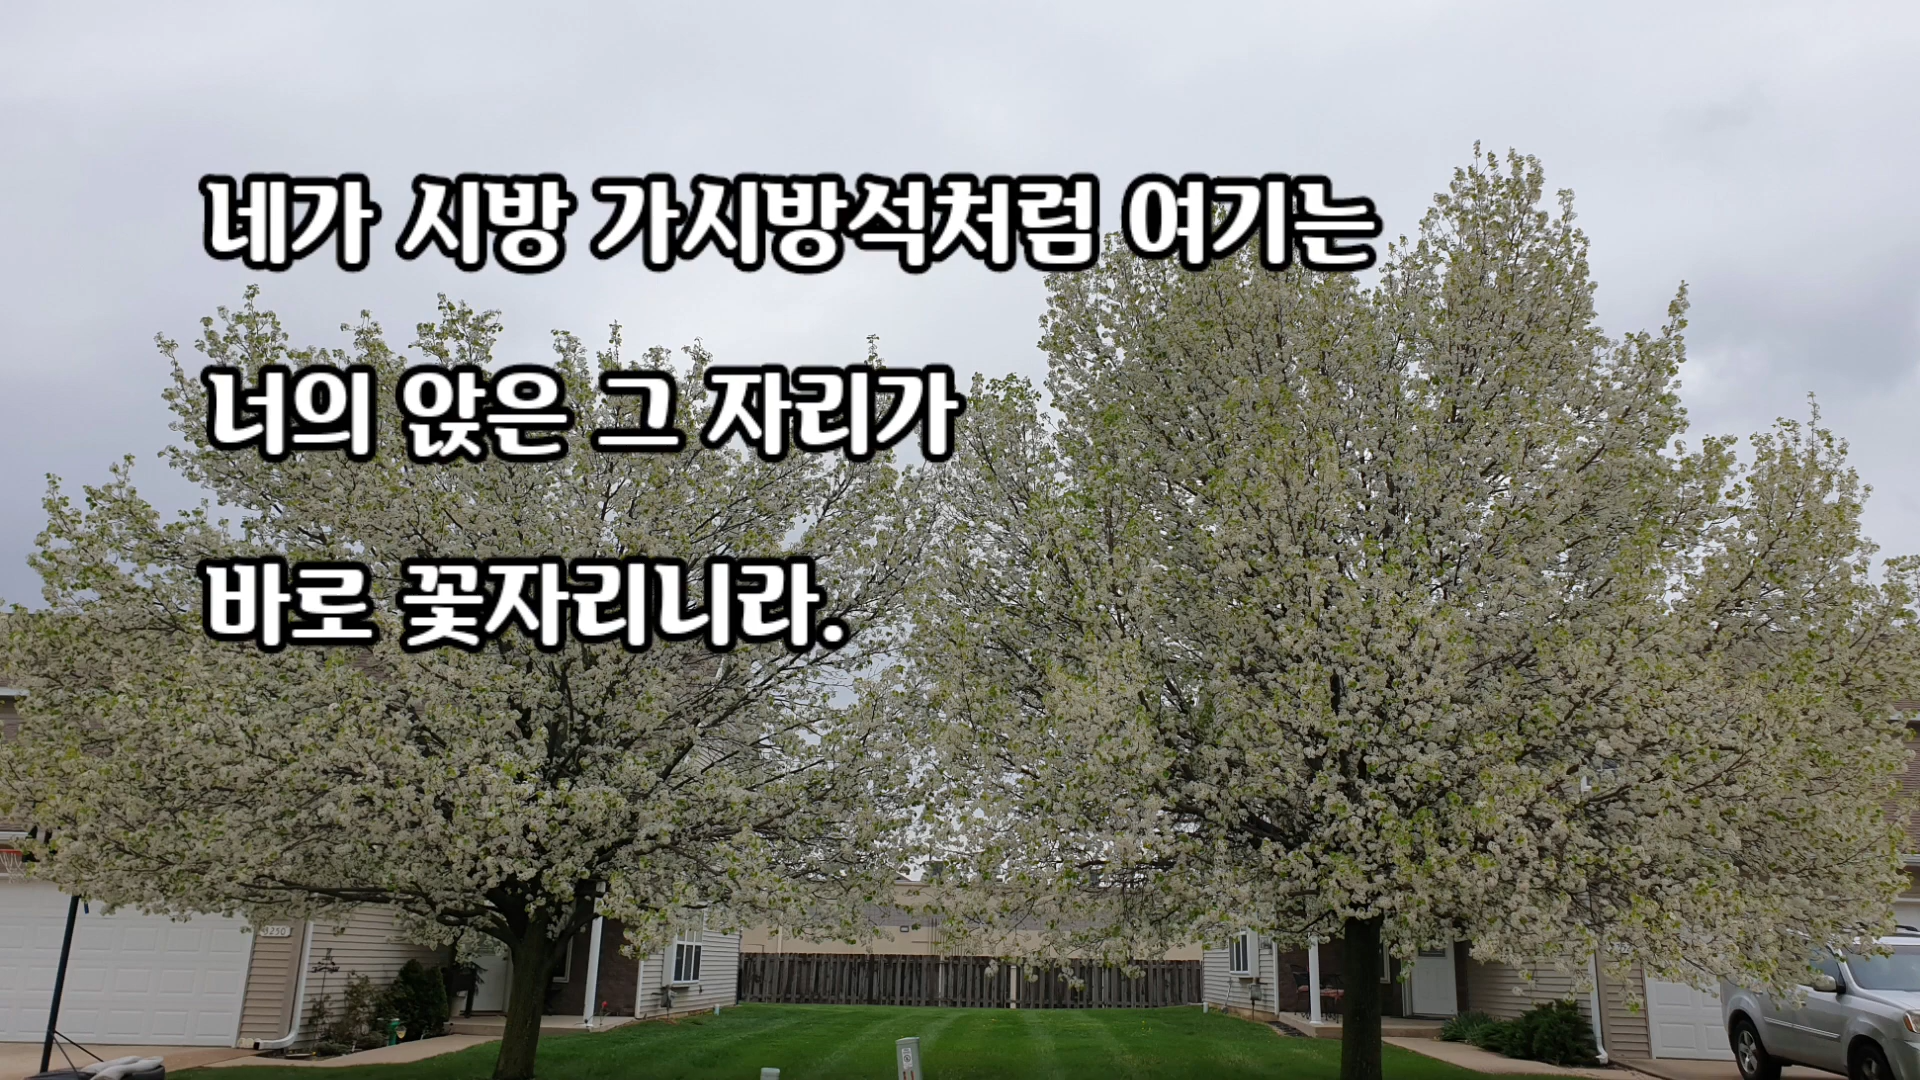 네가 시방 가시방석처럼 여기는
너의 앉은 그 자리가
바로 꽃자리니라.
3250